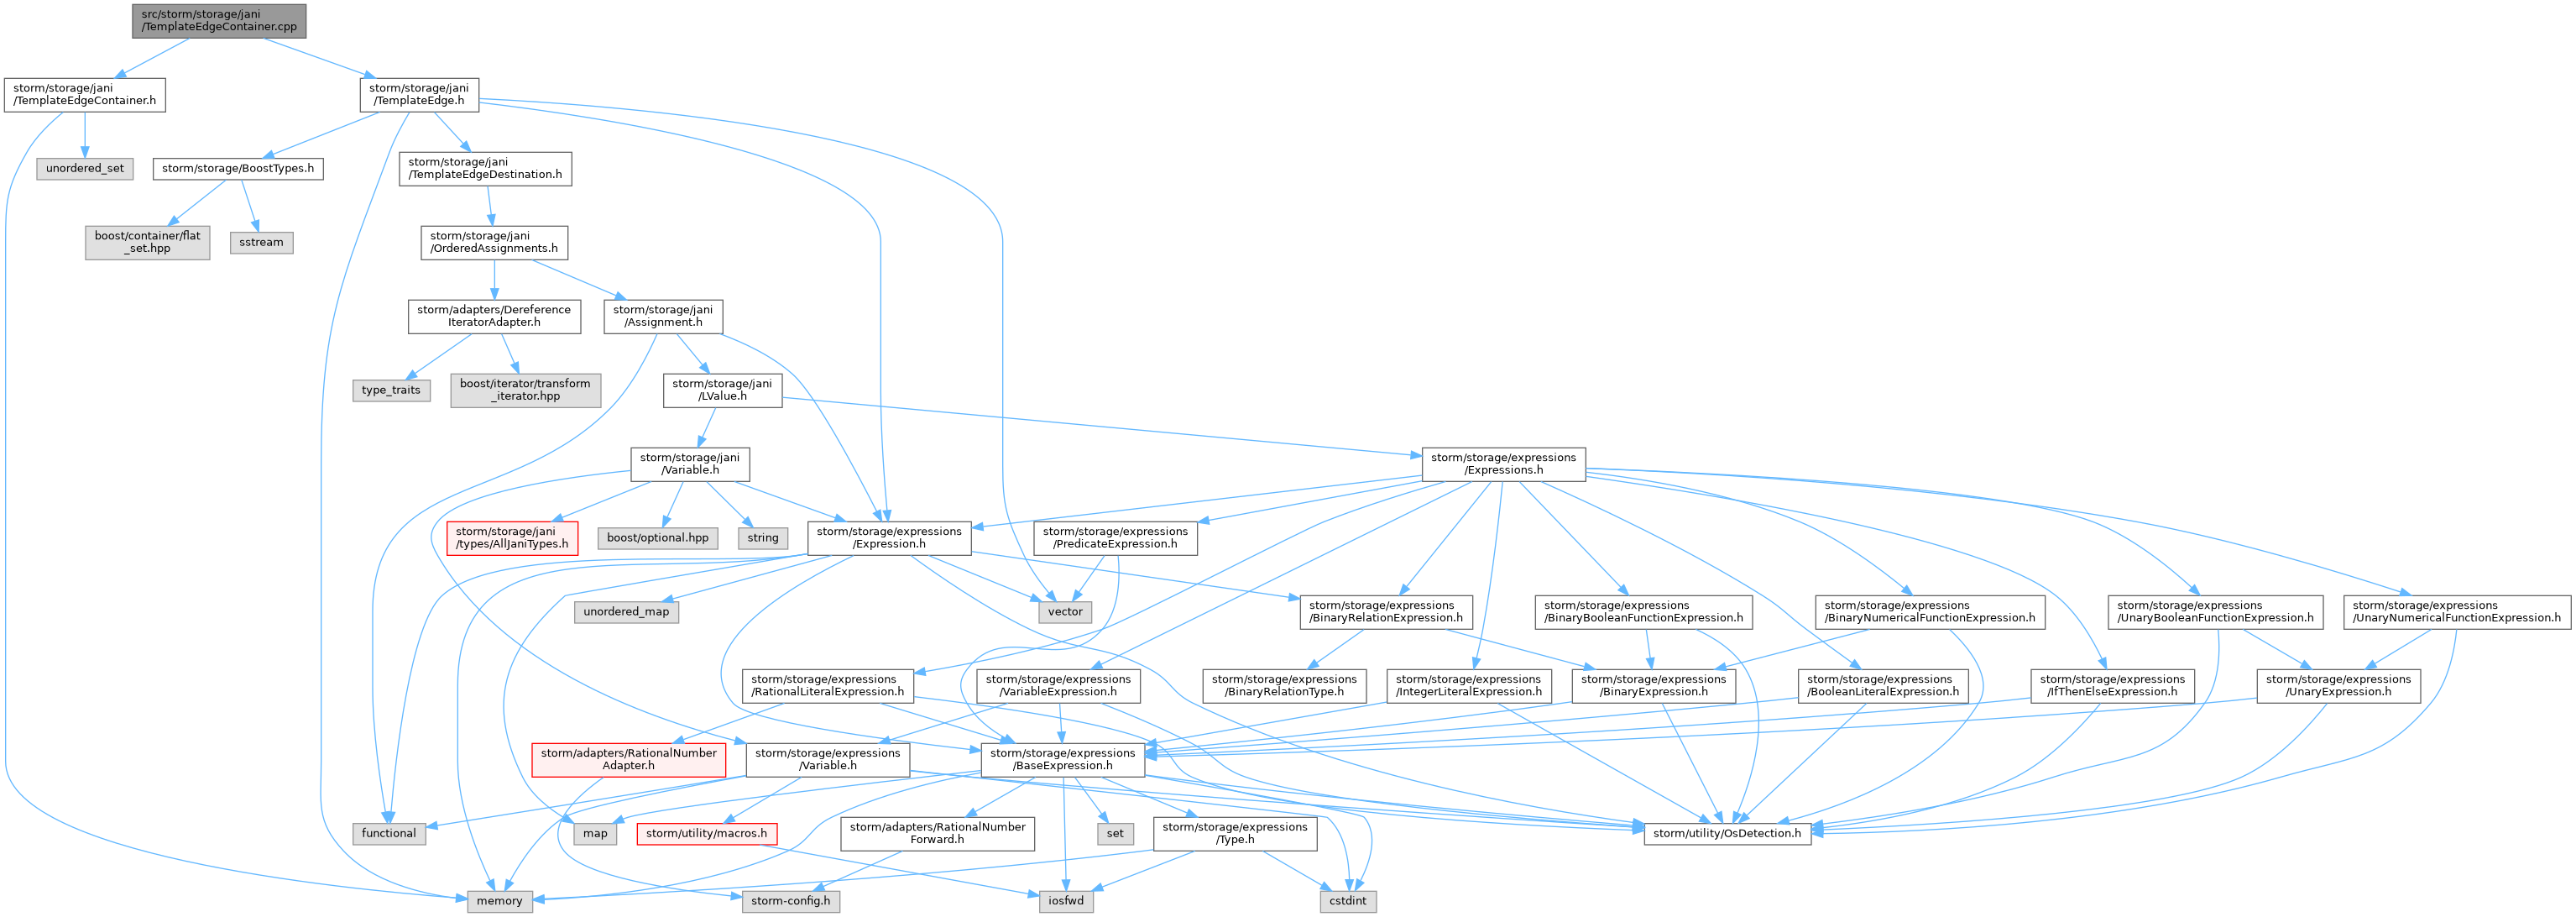 src/storm/storage/jani
/TemplateEdgeContainer.cpp
storm/storage/jani
/TemplateEdgeContainer.h
storm/storage/jani
/TemplateEdge.h
unordered_set
storm/storage/BoostTypes.h
storm/storage/jani
/TemplateEdgeDestination.h
boost/container/flat
_set.hpp
sstream
storm/storage/jani
/OrderedAssignments.h
storm/adapters/Dereference
IteratorAdapter.h
storm/storage/jani
/Assignment.h
type_traits
boost/iterator/transform
_iterator.hpp
storm/storage/jani
/LValue.h
storm/storage/jani
/Variable.h
storm/storage/expressions
/Expressions.h
storm/storage/jani
/types/AllJaniTypes.h
boost/optional.hpp
string
storm/storage/expressions
/Expression.h
storm/storage/expressions
/PredicateExpression.h
unordered_map
vector
storm/storage/expressions
/BinaryRelationExpression.h
storm/storage/expressions
/BinaryBooleanFunctionExpression.h
storm/storage/expressions
/BinaryNumericalFunctionExpression.h
storm/storage/expressions
/UnaryBooleanFunctionExpression.h
storm/storage/expressions
/UnaryNumericalFunctionExpression.h
storm/storage/expressions
/RationalLiteralExpression.h
storm/storage/expressions
/VariableExpression.h
storm/storage/expressions
/BinaryRelationType.h
storm/storage/expressions
/IntegerLiteralExpression.h
storm/storage/expressions
/BinaryExpression.h
storm/storage/expressions
/BooleanLiteralExpression.h
storm/storage/expressions
/IfThenElseExpression.h
storm/storage/expressions
/UnaryExpression.h
storm/adapters/RationalNumber
Adapter.h
storm/storage/expressions
/Variable.h
storm/storage/expressions
/BaseExpression.h
functional
map
storm/utility/macros.h
storm/adapters/RationalNumber
Forward.h
set
storm/storage/expressions
/Type.h
storm/utility/OsDetection.h
memory
storm-config.h
iosfwd
cstdint